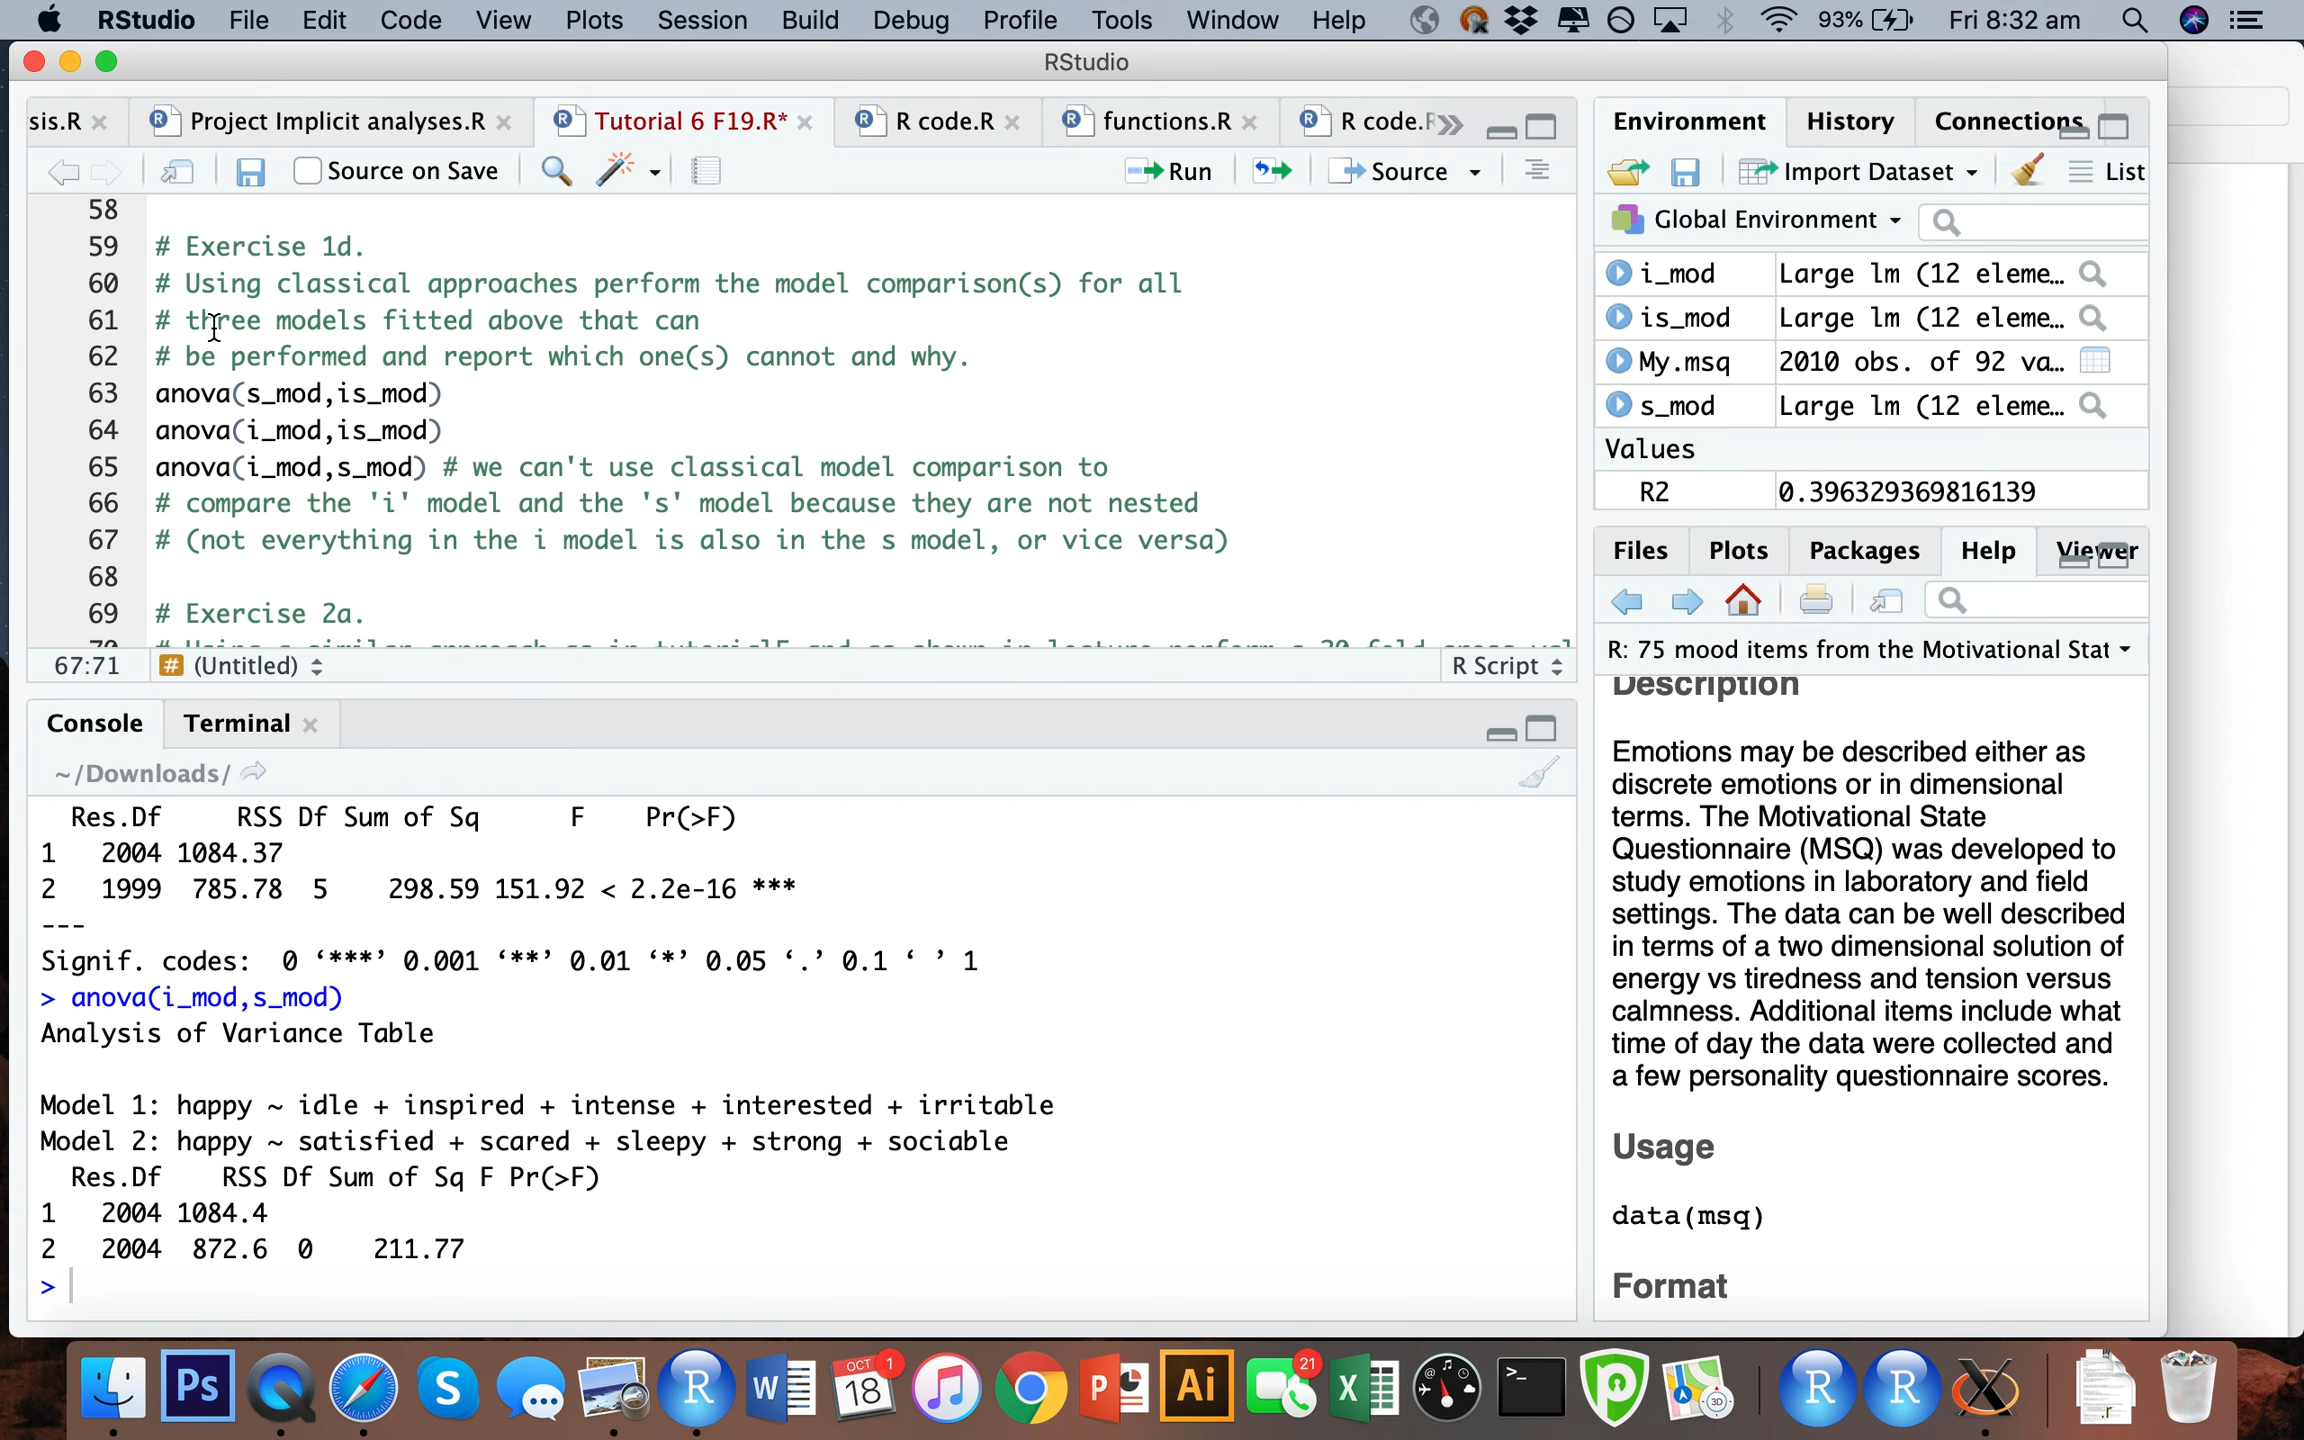 RStudio File Edit Code View Plots Session Build Debug Profile Tools Window Help 93% Fri 8:32 am
RStudio
sis.R Project Implicit analyses.R Tutorial 6 F19.R* R code.R functions.R R code.R
Source on Save Run Source
58
59 # Exercise 1d.
60 # Using classical approaches perform the model comparison(s) for all
61 # three models fitted above that can
62 # be performed and report which one(s) cannot and why.
63 anova(s_mod,is_mod)
64 anova(i_mod,is_mod)
65 anova(i_mod,s_mod) # we can't use classical model comparison to
66 # compare the 'i' model and the 's' model because they are not nested
67 # (not everything in the i model is also in the s model, or vice versa)
68
69 # Exercise 2a.
67:71 # (Untitled) R Script
Console Terminal
~/Downloads/
Res.Df RSS Df Sum of Sq F Pr(>F)
1 2004 1084.37
2 1999 785.78 5 298.59 151.92 < 2.2e-16 ***
---
Signif. codes: 0 ‘***’ 0.001 ‘**’ 0.01 ‘*’ 0.05 ‘.’ 0.1 ‘ ’ 1
> anova(i_mod,s_mod)
Analysis of Variance Table
Model 1: happy ~ idle + inspired + intense + interested + irritable
Model 2: happy ~ satisfied + scared + sleepy + strong + sociable
Res.Df RSS Df Sum of Sq F Pr(>F)
1 2004 1084.4
2 2004 872.6 0 211.77
>
Environment History Connections
Import Dataset List
Global Environment
i_mod Large lm (12 eleme…
is_mod Large lm (12 eleme…
My.msq 2010 obs. of 92 va…
s_mod Large lm (12 eleme…
Values
R2 0.396329369816139
Files Plots Packages Help Viewer
R: 75 mood items from the Motivational Stat
Description
Emotions may be described either as
discrete emotions or in dimensional
terms. The Motivational State
Questionnaire (MSQ) was developed to
study emotions in laboratory and field
settings. The data can be well described
in terms of a two dimensional solution of
energy vs tiredness and tension versus
calmness. Additional items include what
time of day the data were collected and
a few personality questionnaire scores.
Usage
data(msq)
Format
Ps S R W OCT 18 1 P Ai 21 X >_ 3D R R .r